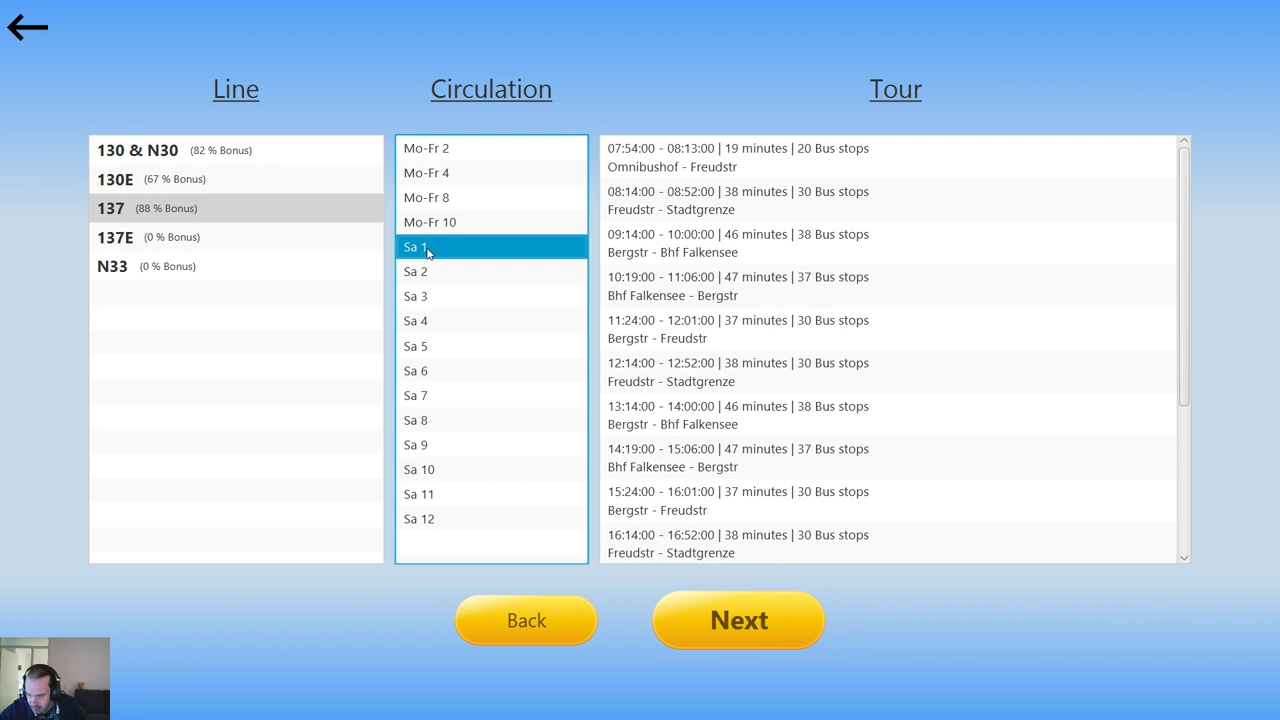 Line
Circulation
Tour
130 & N30 (82 % Bonus)
130E (67 % Bonus)
137 (88 % Bonus)
137E (0 % Bonus)
N33 (0 % Bonus)
Mo-Fr 2
Mo-Fr 4
Mo-Fr 8
Mo-Fr 10
Sa 1
Sa 2
Sa 3
Sa 4
Sa 5
Sa 6
Sa 7
Sa 8
Sa 9
Sa 10
Sa 11
Sa 12
07:54:00 - 08:13:00 | 19 minutes | 20 Bus stops
Omnibushof - Freudstr
08:14:00 - 08:52:00 | 38 minutes | 30 Bus stops
Freudstr - Stadtgrenze
09:14:00 - 10:00:00 | 46 minutes | 38 Bus stops
Bergstr - Bhf Falkensee
10:19:00 - 11:06:00 | 47 minutes | 37 Bus stops
Bhf Falkensee - Bergstr
11:24:00 - 12:01:00 | 37 minutes | 30 Bus stops
Bergstr - Freudstr
12:14:00 - 12:52:00 | 38 minutes | 30 Bus stops
Freudstr - Stadtgrenze
13:14:00 - 14:00:00 | 46 minutes | 38 Bus stops
Bergstr - Bhf Falkensee
14:19:00 - 15:06:00 | 47 minutes | 37 Bus stops
Bhf Falkensee - Bergstr
15:24:00 - 16:01:00 | 37 minutes | 30 Bus stops
Bergstr - Freudstr
16:14:00 - 16:52:00 | 38 minutes | 30 Bus stops
Freudstr - Stadtgrenze
Back
Next